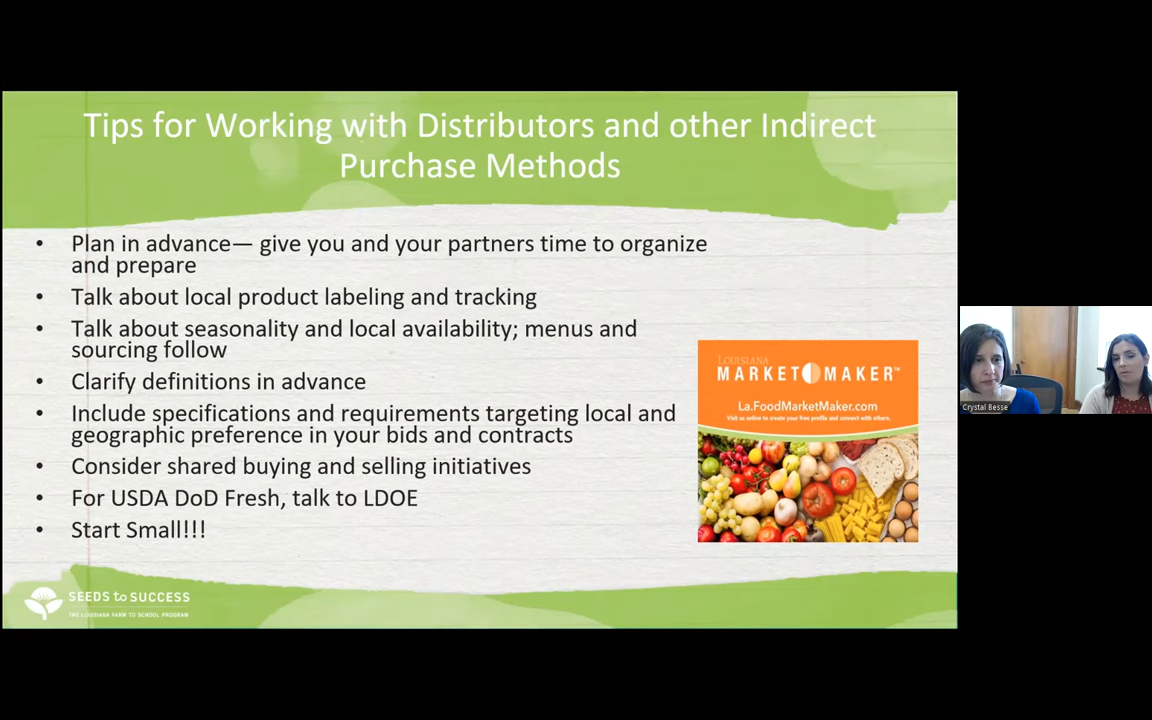 Tips for Working with Distributors and other Indirect
Purchase Methods
• Plan in advance— give you and your partners time to organize
and prepare
• Talk about local product labeling and tracking
• Talk about seasonality and local availability; menus and
sourcing follow
• Clarify definitions in advance
• Include specifications and requirements targeting local and
geographic preference in your bids and contracts
• Consider shared buying and selling initiatives
• For USDA DoD Fresh, talk to LDOE
• Start Small!!!
LOUISIANA
MARKET MAKER™
La.FoodMarketMaker.com
Visit us online to create your free profile and connect with others.
SEEDS to SUCCESS
THE LOUISIANA FARM TO SCHOOL PROGRAM
Crystal Besse